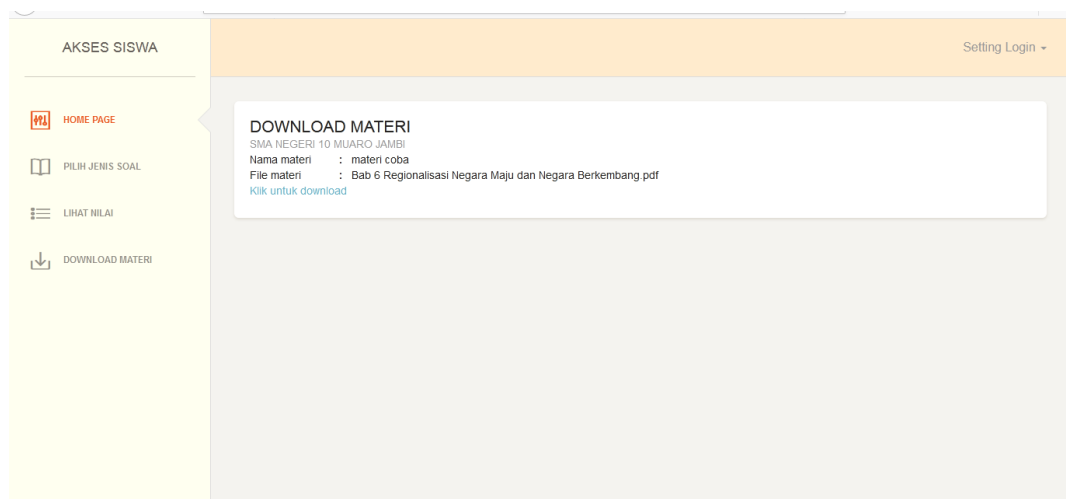 AKSES SISWA
Setting Login
HOME PAGE
PILIH JENIS SOAL
LIHAT NILAI
DOWNLOAD MATERI
DOWNLOAD MATERI
SMA NEGERI 10 MUARO JAMBI
Nama materi : materi coba
File materi : Bab 6 Regionalisasi Negara Maju dan Negara Berkembang.pdf
Klik untuk download